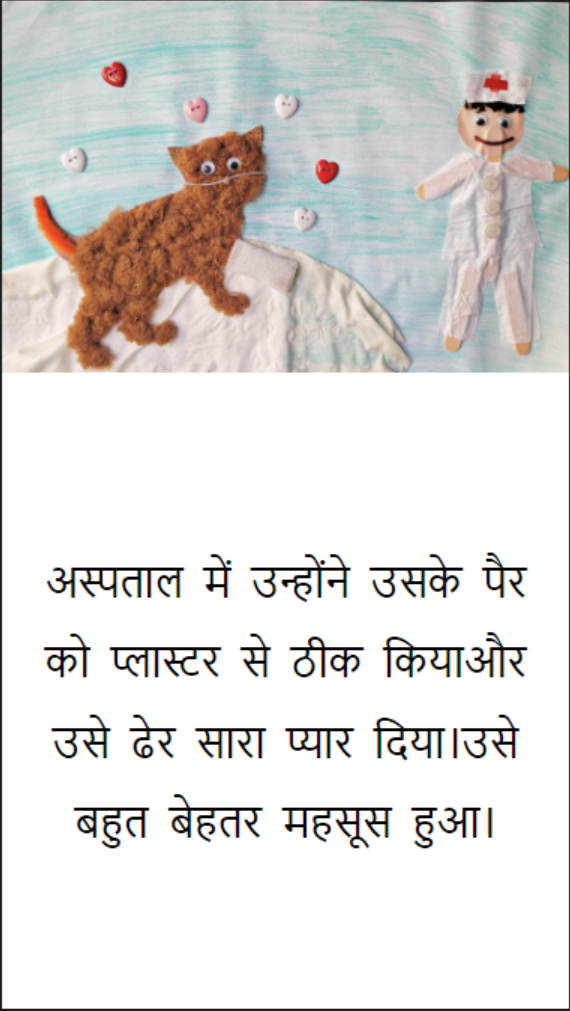 अस्पताल में उन्होंने उसके पैर
को प्लास्टर से ठीक कियाऔर
उसे ढेर सारा प्यार दिया।उसे
बहुत बेहतर महसूस हुआ।